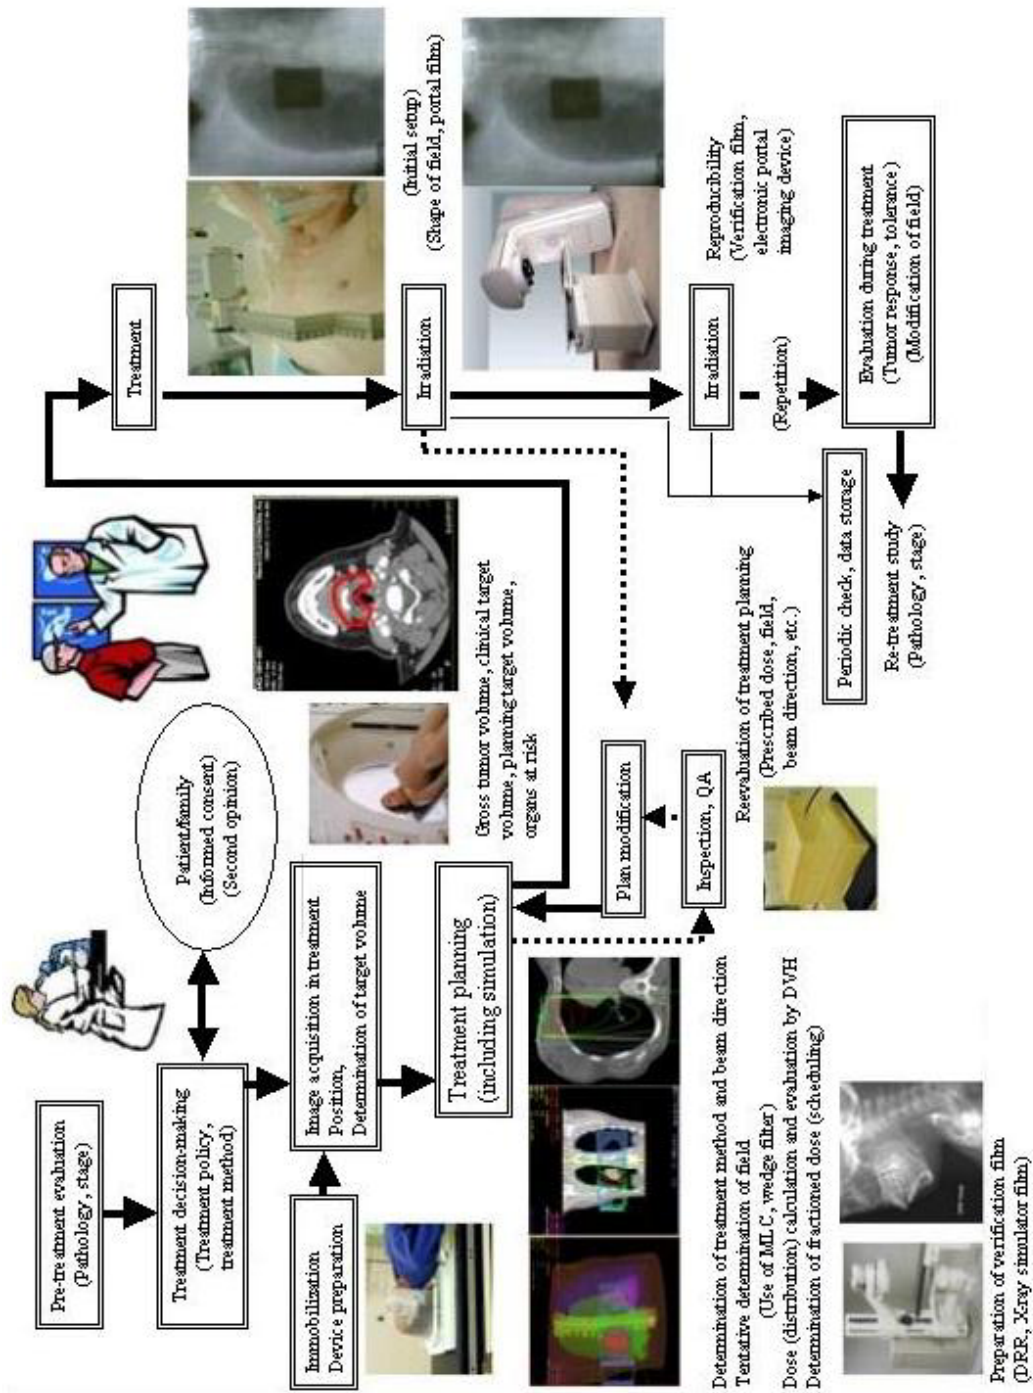 Pre-treatment evaluation
(Pathology, stage)
Treatment decision-making
(Treatment policy,
treatment method)
Patient/family
(Informed consent)
(Second opinion)
Immobilization
Device preparation
Image acquisition in treatment
Position,
Determination of target volume
Gross tumor volume, clinical target
volume, planning target volume,
organs at risk
Treatment planning
(including simulation)
Determination of treatment method and beam direction
Tentative determination of field
(Use of MLC, wedge filter)
Dose (distribution) calculation and evaluation by DVH
Determination of fractioned dose (scheduling)
Preparation of verification film
(DRR, X-ray simulator film)
Plan modification
Inspection, QA
Reevaluation of treatment planning
(Prescribed dose, field,
beam direction, etc.)
Treatment
(Initial setup)
(Shape of field, portal film)
Irradiation
Reproducibility
(Verification film,
electronic portal
imaging device)
Irradiation
(Repetition)
Periodic check, data storage
Evaluation during treatment
(Tumor response, tolerance)
(Modification of field)
Re-treatment study
(Pathology, stage)